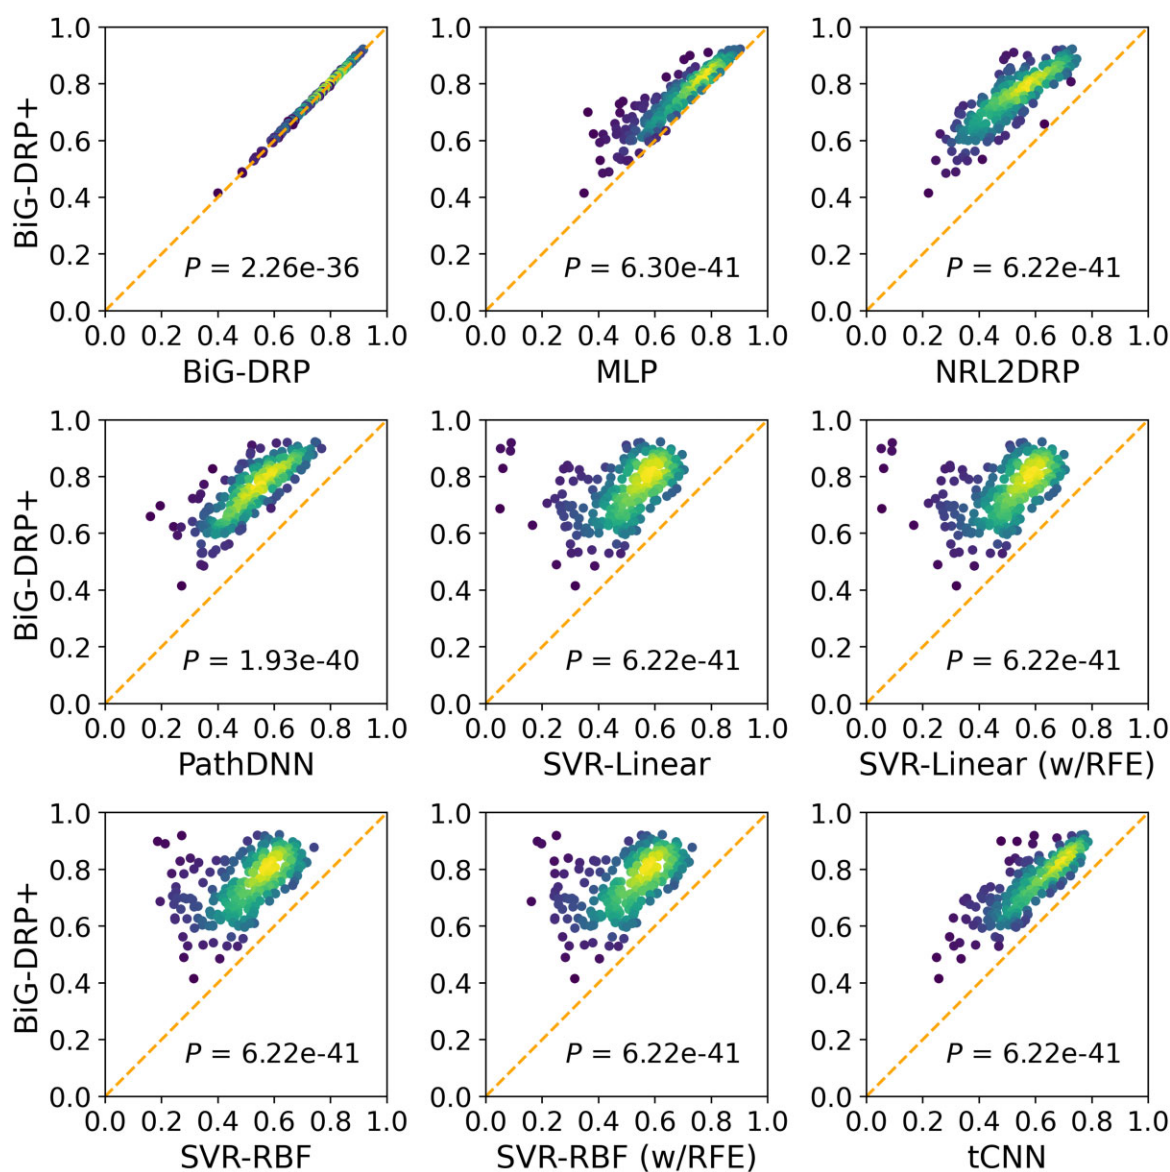 1.0 1.0 1.0
0.8 0.8 0.8
0.6 0.6 0.6
0.4 0.4 0.4
0.2 0.2 0.2
0.0 0.0 0.0
BiG-DRP+
P = 2.26e-36 P = 6.30e-41 P = 6.22e-41
0.0 0.2 0.4 0.6 0.8 1.0 0.0 0.2 0.4 0.6 0.8 1.0 0.0 0.2 0.4 0.6 0.8 1.0
BiG-DRP MLP NRL2DRP
1.0 1.0 1.0
0.8 0.8 0.8
0.6 0.6 0.6
0.4 0.4 0.4
0.2 0.2 0.2
0.0 0.0 0.0
BiG-DRP+
P = 1.93e-40 P = 6.22e-41 P = 6.22e-41
0.0 0.2 0.4 0.6 0.8 1.0 0.0 0.2 0.4 0.6 0.8 1.0 0.0 0.2 0.4 0.6 0.8 1.0
PathDNN SVR-Linear SVR-Linear (w/RFE)
1.0 1.0 1.0
0.8 0.8 0.8
0.6 0.6 0.6
0.4 0.4 0.4
0.2 0.2 0.2
0.0 0.0 0.0
BiG-DRP+
P = 6.22e-41 P = 6.22e-41 P = 6.22e-41
0.0 0.2 0.4 0.6 0.8 1.0 0.0 0.2 0.4 0.6 0.8 1.0 0.0 0.2 0.4 0.6 0.8 1.0
SVR-RBF SVR-RBF (w/RFE) tCNN